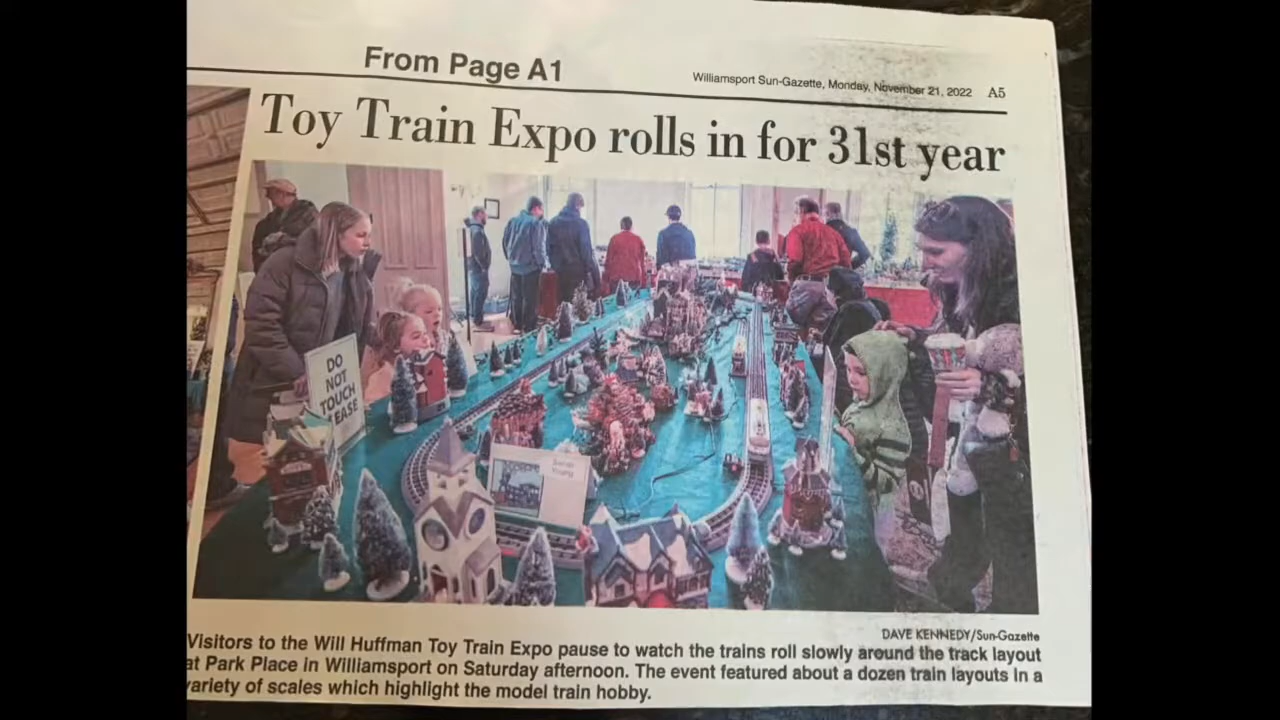 From Page A1
Williamsport Sun-Gazette, Monday, November 21, 2022 A5
Toy Train Expo rolls in for 31st year
DO
NOT
TOUCH
EASE
DAVE KENNEDY/Sun-Gazette
Visitors to the Will Huffman Toy Train Expo pause to watch the trains roll slowly around the track layout
at Park Place in Williamsport on Saturday afternoon. The event featured about a dozen train layouts in a
variety of scales which highlight the model train hobby.